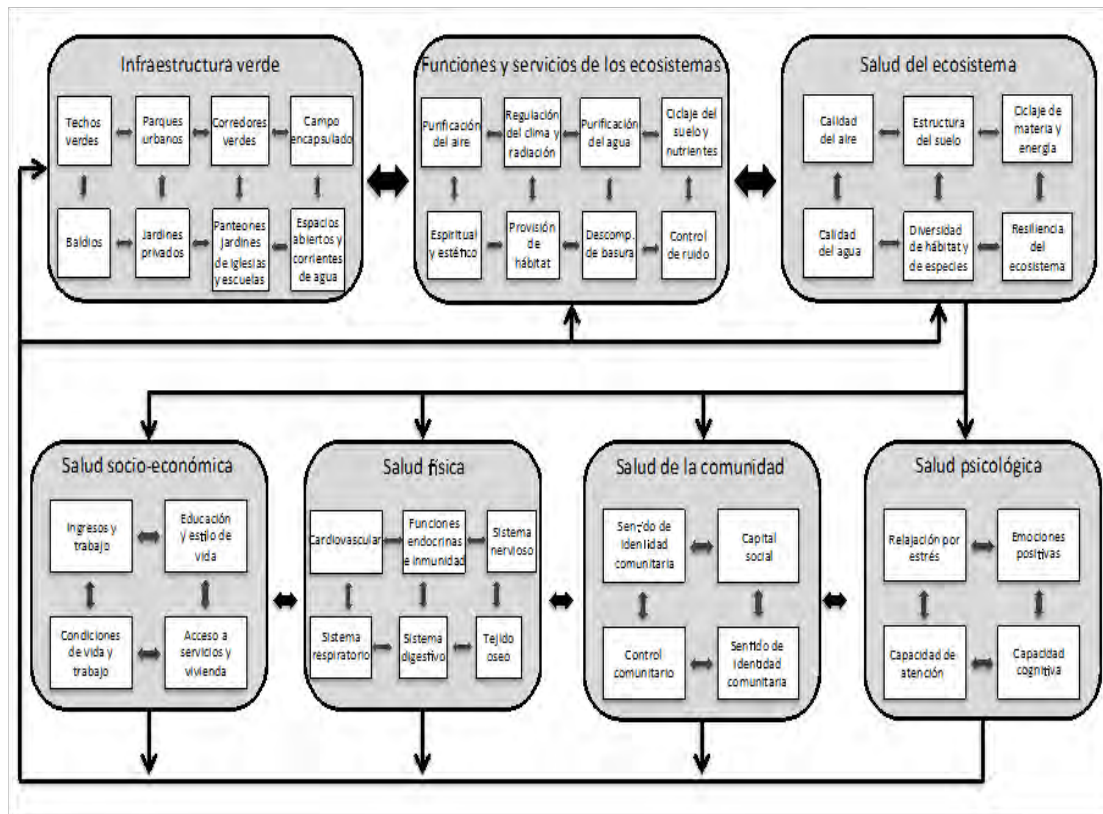 Infraestructura verde
Techos
verdes
Parques
urbanos
Corredores
verdes
Campo
encapsulado
Baldios
Jardines
privados
Panteones
jardines
de iglesias
y escuelas
Espacios
abiertos y
corrientes
de agua
Funciones y servicios de los ecosistemas
Purificación
del aire
Regulación
del clima y
radiación
Purificación
del agua
Ciclaje del
suelo y
nutrientes
Espiritual
y estético
Provisión
de
hábitat
Descomp.
de basura
Control
de ruido
Salud del ecosistema
Calidad
del aire
Estructura
del suelo
Ciclaje de
materia y
energía
Calidad
del agua
Diversidad
de hábitat y
de especies
Resiliencia
del
ecosistema
Salud socio-económica
Ingresos y
trabajo
Educación
y estilo de
vida
Condiciones
de vida y
trabajo
Acceso a
servicios y
vivienda
Salud física
Cardiovascular
Funciones
endocrinas
e inmunidad
Sistema
nervioso
Sistema
respiratorio
Sistema
digestivo
Tejido
oseo
Salud de la comunidad
Sentido de
identidad
comunitaria
Capital
social
Control
comunitario
Sentido de
identidad
comunitaria
Salud psicológica
Relajación por
estrés
Emociones
positivas
Capacidad de
atención
Capacidad
cognitiva